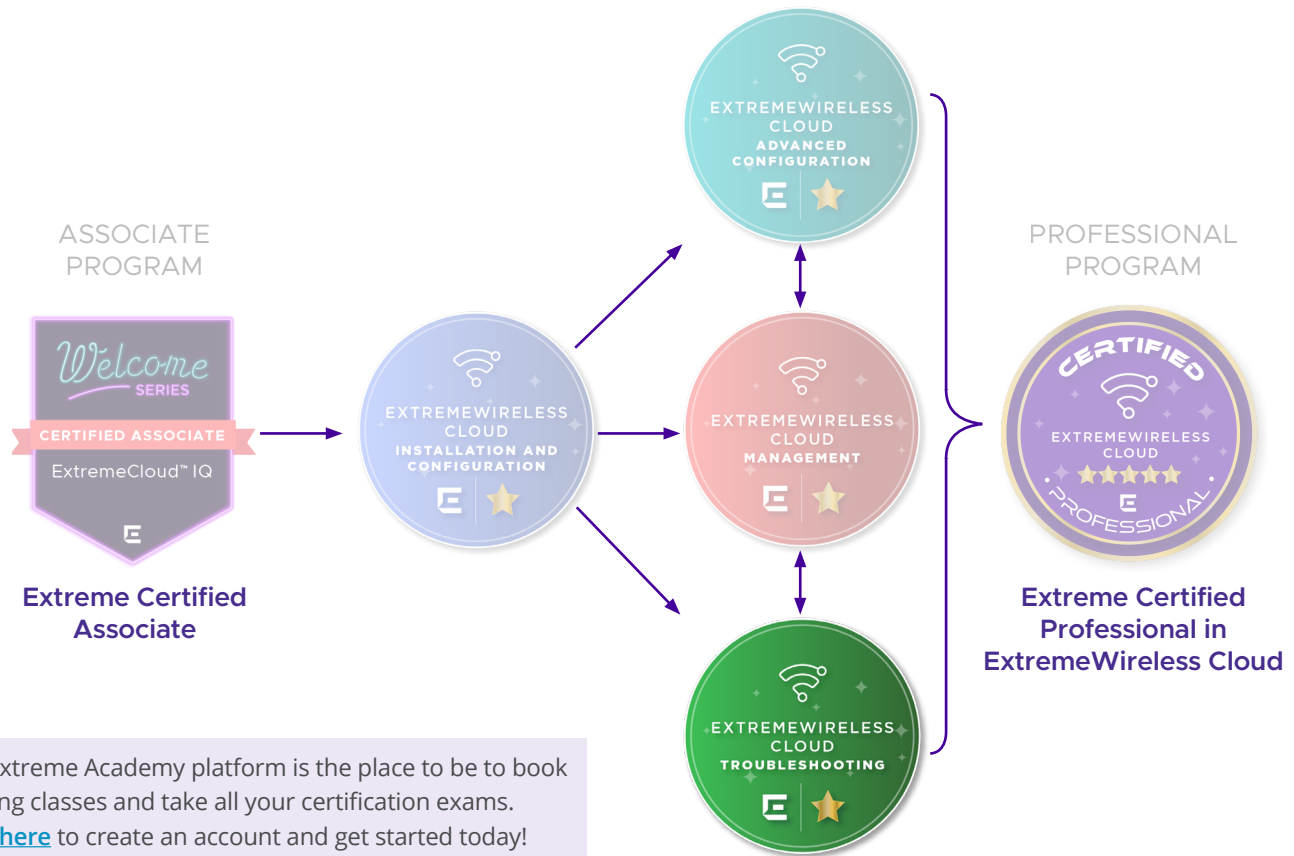 ASSOCIATE
PROGRAM
Welcome
SERIES
CERTIFIED ASSOCIATE
ExtremeCloud™ IQ
Extreme Certified
Associate
EXTREMEWIRELESS
CLOUD
INSTALLATION AND
CONFIGURATION
EXTREMEWIRELESS
CLOUD
ADVANCED
CONFIGURATION
EXTREMEWIRELESS
CLOUD
MANAGEMENT
EXTREMEWIRELESS
CLOUD
TROUBLESHOOTING
PROFESSIONAL
PROGRAM
CERTIFIED
EXTREMEWIRELESS
CLOUD
PROFESSIONAL
Extreme Certified
Professional in
ExtremeWireless Cloud
xtreme Academy platform is the place to be to book
ng classes and take all your certification exams.
here to create an account and get started today!